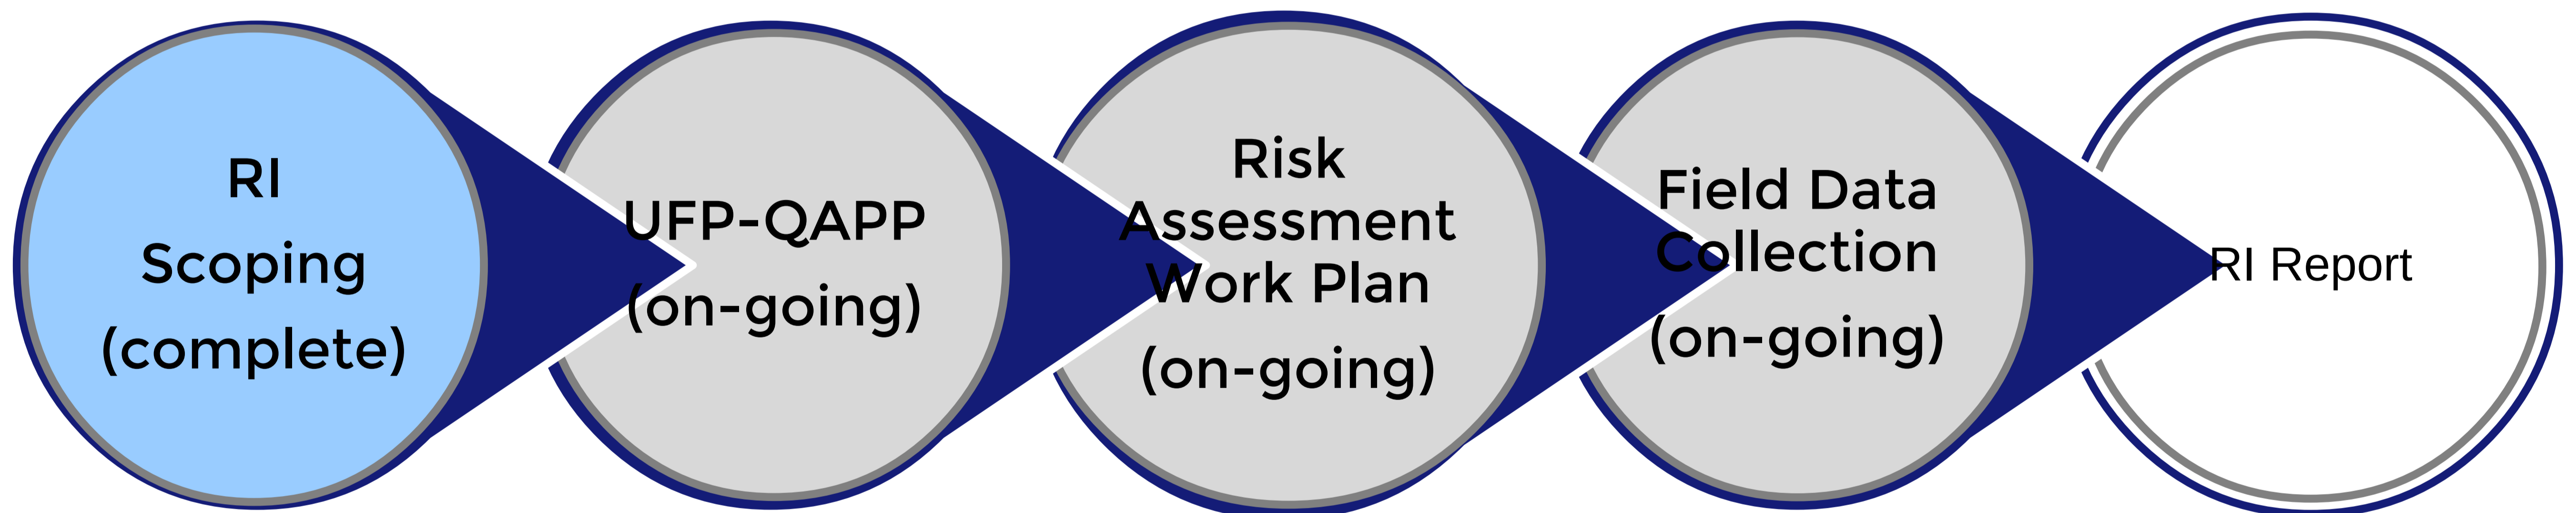 RI
Scoping
(complete)
UFP-QAPP
(on-going)
Risk
Assessment
Work Plan
(on-going)
Field Data
Collection
(on-going)
RI Report